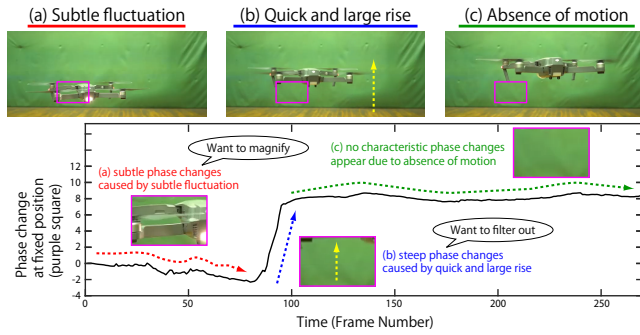 (a) Subtle fluctuation
(b) Quick and large rise
(c) Absence of motion
Phase change
at fixed position
(purple square)
16
12
8
4
2
0
-2
-4
Want to magnify
(a) subtle phase changes
caused by subtle fluctuation
(c) no characteristic phase changes
appear due to absence of motion
Want to filter out
(b) steep phase changes
caused by quick and large rise
0
50
100
150
200
250
Time (Frame Number)